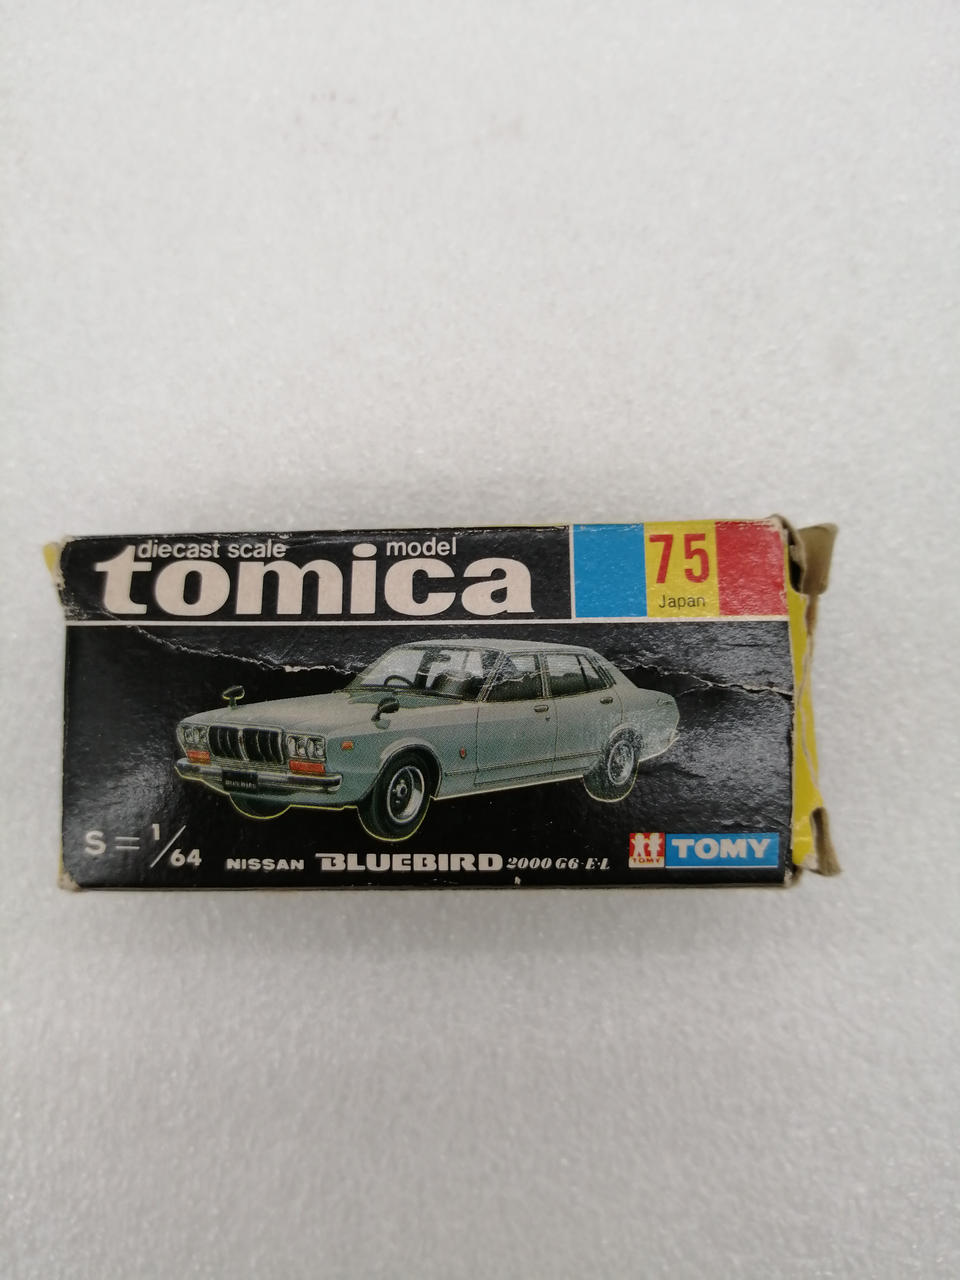 diecast scale model
tomica
75
Japan
S = 1/64
NISSAN BLUEBIRD 2000 G6-E·L
TOMY
TOMY